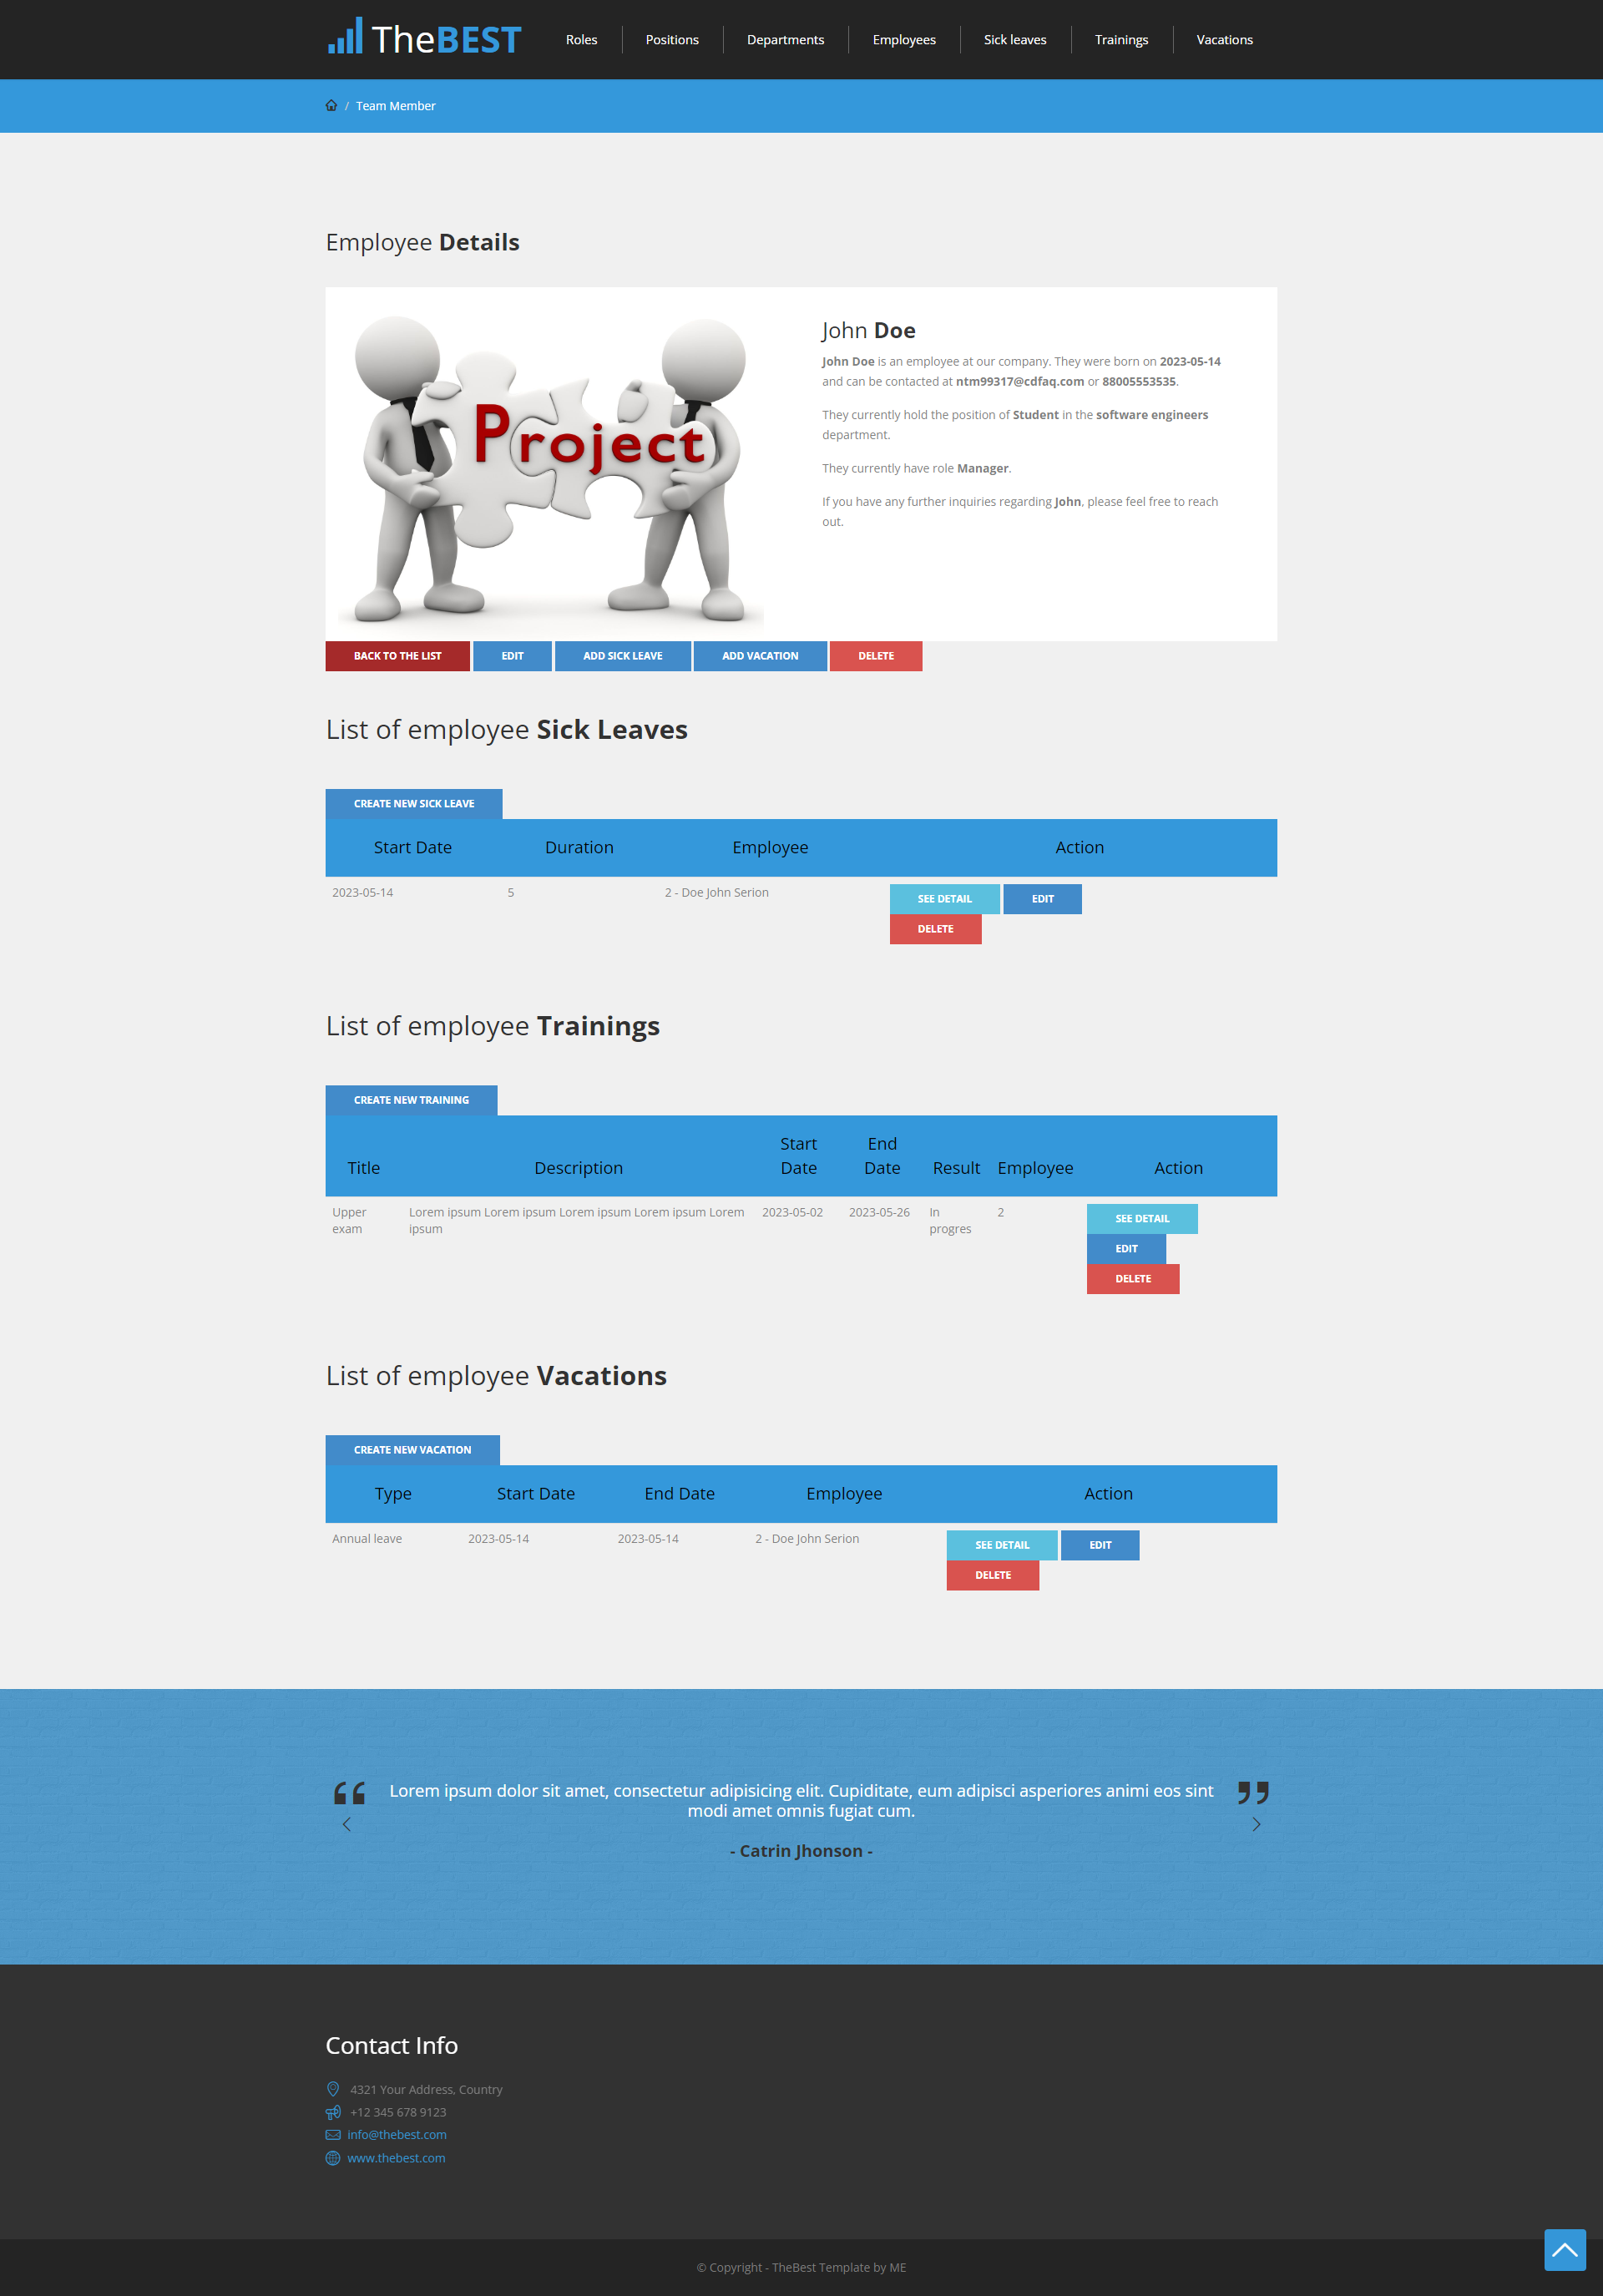 TheBEST
Roles
Positions
Departments
Employees
Sick leaves
Trainings
Vacations
/ Team Member
Employee Details
Project
John Doe
John Doe is an employee at our company. They were born on 2023-05-14
and can be contacted at ntm99317@cdfaq.com or 88005553535.
They currently hold the position of Student in the software engineers
department.
They currently have role Manager.
If you have any further inquiries regarding John, please feel free to reach
out.
BACK TO THE LIST
EDIT
ADD SICK LEAVE
ADD VACATION
DELETE
List of employee Sick Leaves
CREATE NEW SICK LEAVE
Start Date Duration Employee Action
2023-05-14 5 2 - Doe John Serion SEE DETAIL EDIT
DELETE
List of employee Trainings
CREATE NEW TRAINING
Start End
Title Description Date Date Result Employee Action
Upper Lorem ipsum Lorem ipsum Lorem ipsum Lorem ipsum Lorem 2023-05-02 2023-05-26 In 2 SEE DETAIL
exam ipsum progres
EDIT
DELETE
List of employee Vacations
CREATE NEW VACATION
Type Start Date End Date Employee Action
Annual leave 2023-05-14 2023-05-14 2 - Doe John Serion SEE DETAIL EDIT
DELETE
“ Lorem ipsum dolor sit amet, consectetur adipisicing elit. Cupiditate, eum adipisci asperiores animi eos sint ”
modi amet omnis fugiat cum.
- Catrin Jhonson -
Contact Info
4321 Your Address, Country
+12 345 678 9123
info@thebest.com
www.thebest.com
© Copyright - TheBest Template by ME